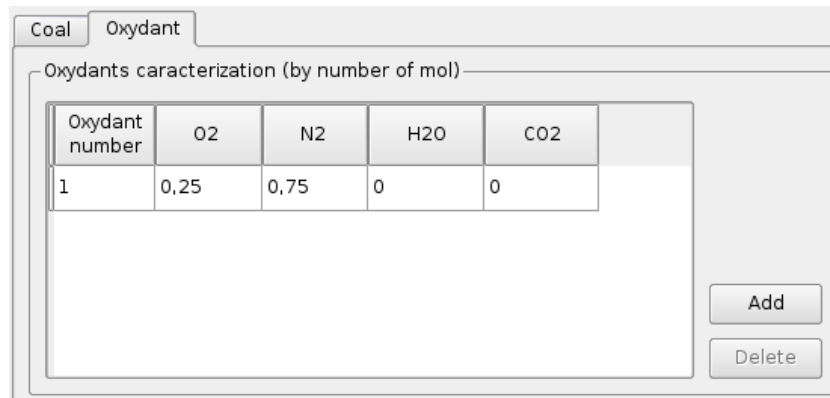 Coal Oxydant
Oxydants caracterization (by number of mol)
Oxydant number O2 N2 H2O CO2
1 0,25 0,75 0 0
Add
Delete